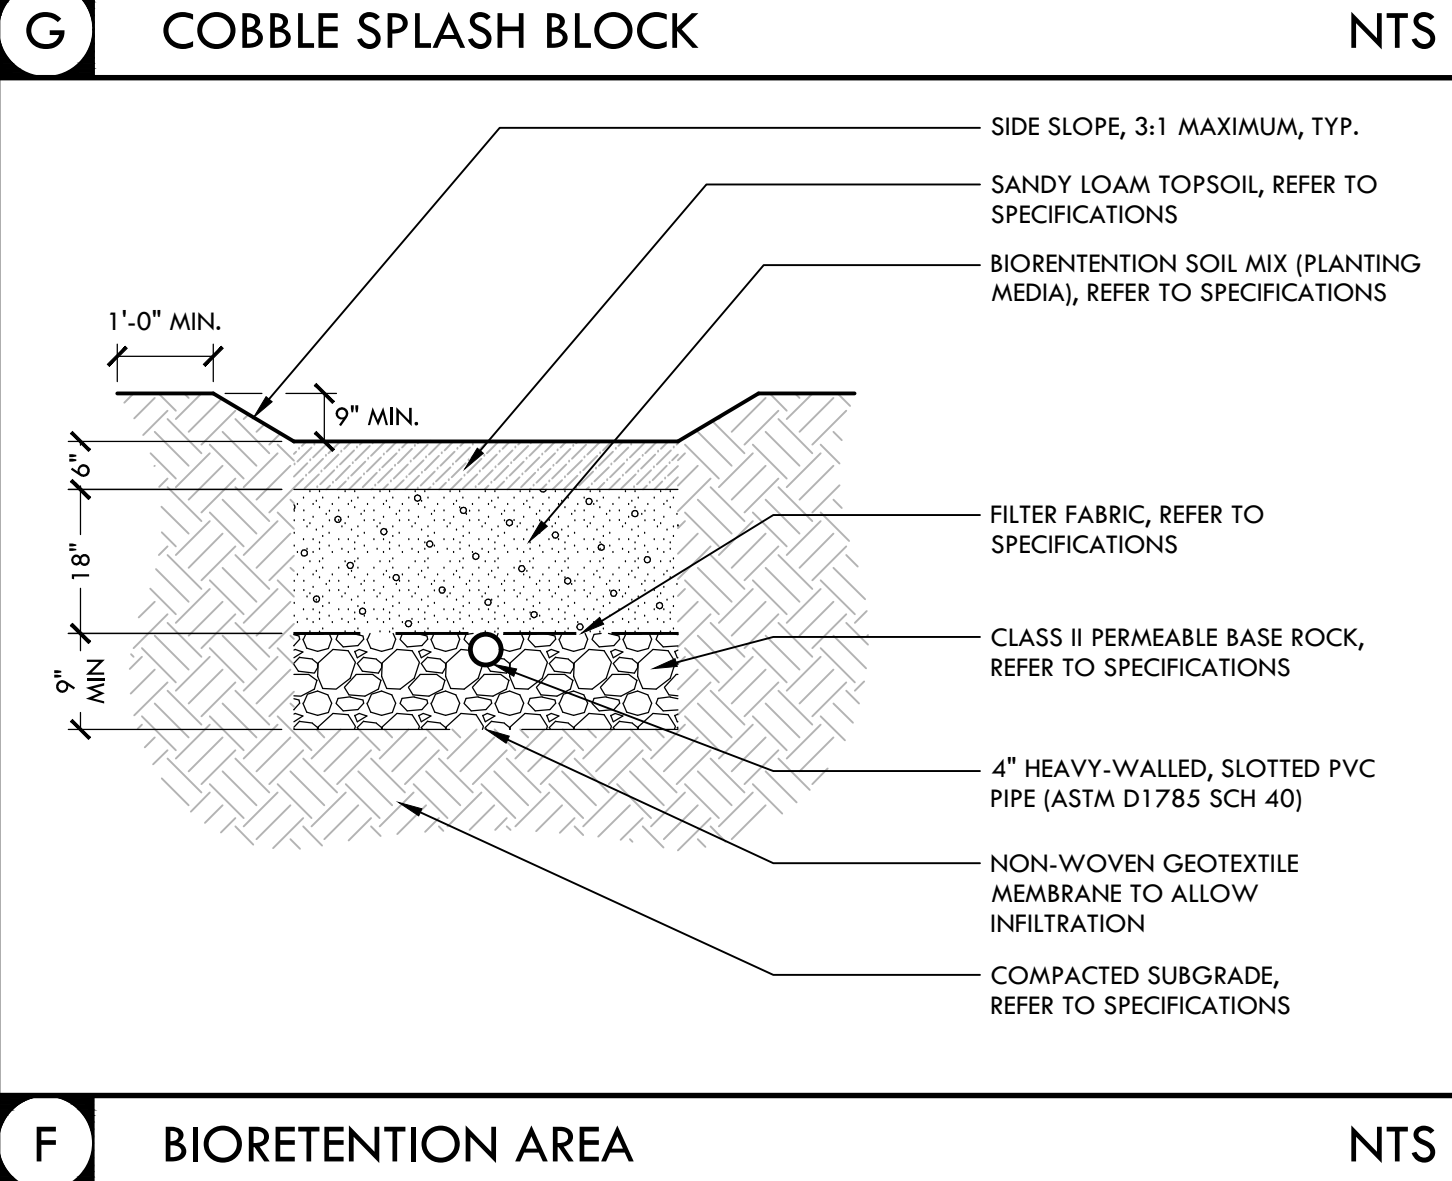 G COBBLE SPLASH BLOCK NTS
SIDE SLOPE, 3:1 MAXIMUM, TYP.
SANDY LOAM TOPSOIL, REFER TO
SPECIFICATIONS
BIORENTENTION SOIL MIX (PLANTING
MEDIA), REFER TO SPECIFICATIONS
1'-0" MIN.
9" MIN.
6"
18"
9"
MIN
FILTER FABRIC, REFER TO
SPECIFICATIONS
CLASS II PERMEABLE BASE ROCK,
REFER TO SPECIFICATIONS
4" HEAVY-WALLED, SLOTTED PVC
PIPE (ASTM D1785 SCH 40)
NON-WOVEN GEOTEXTILE
MEMBRANE TO ALLOW
INFILTRATION
COMPACTED SUBGRADE,
REFER TO SPECIFICATIONS
F BIORETENTION AREA NTS